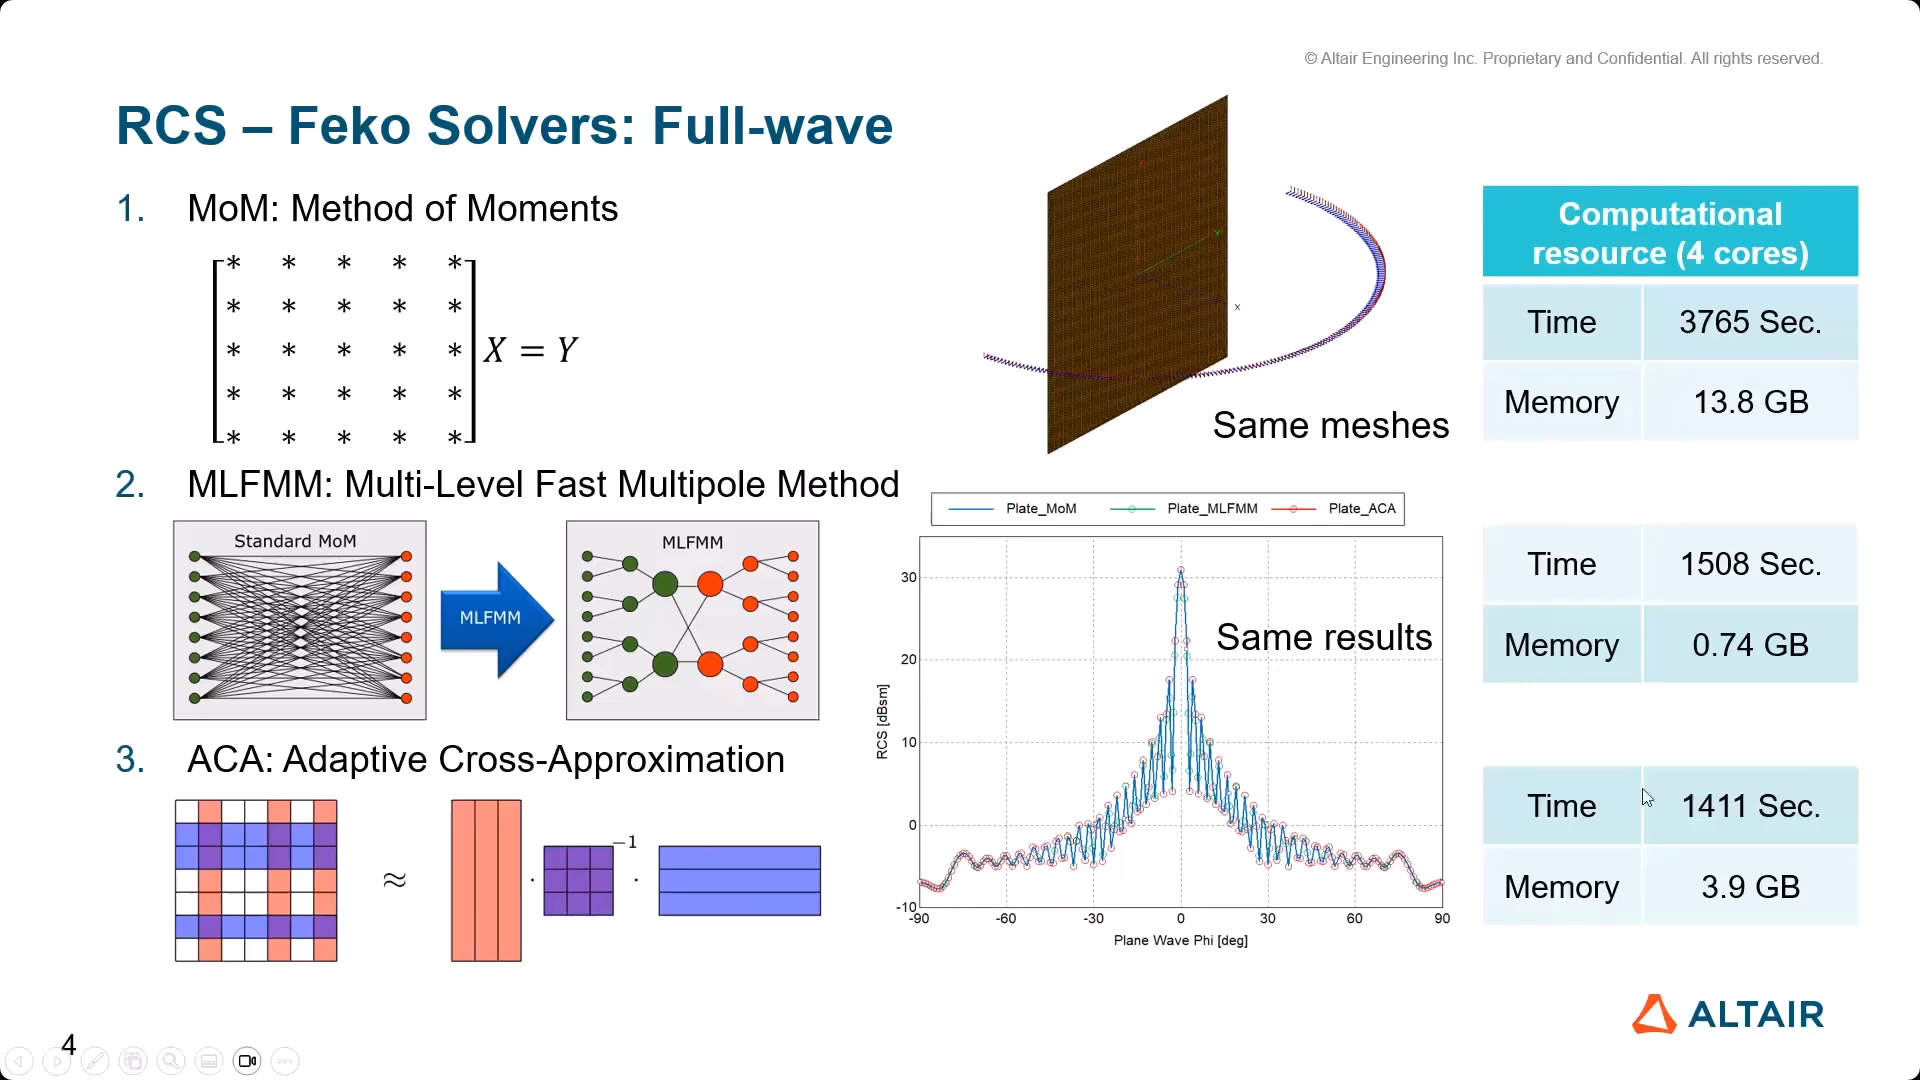 © Altair Engineering Inc. Proprietary and Confidential. All rights reserved.
RCS – Feko Solvers: Full-wave
1. MoM: Method of Moments
* * * * *
* * * * *
* * * * * X = Y
* * * * *
* * * * *
Z
Y
X
Same meshes
Computational
resource (4 cores)
Time 3765 Sec.
Memory 13.8 GB
2. MLFMM: Multi-Level Fast Multipole Method
Standard MoM
MLFMM
MLFMM
Plate_MoM Plate_MLFMM Plate_ACA
Same results
RCS [dBsm]
30
20
10
0
-10
-90 -60 -30 0 30 60 90
Plane Wave Phi [deg]
Time 1508 Sec.
Memory 0.74 GB
3. ACA: Adaptive Cross-Approximation
≈ · −1 ·
Time 1411 Sec.
Memory 3.9 GB
ALTAIR
4